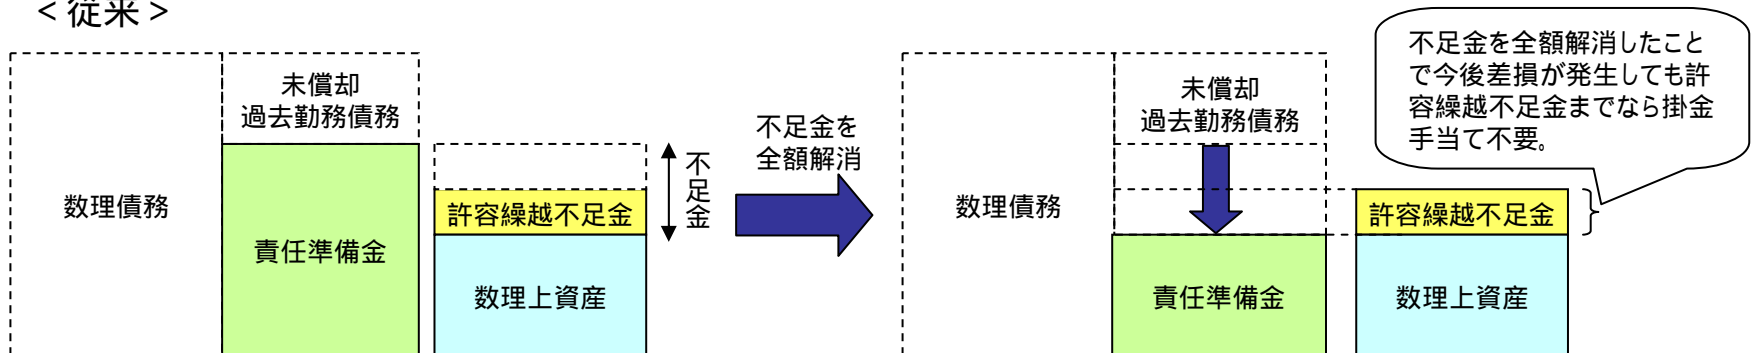 ＜従来＞
数理債務
未償却
過去勤務債務
責任準備金
許容繰越不足金
数理上資産
不足金
不足金を
全額解消
数理債務
未償却
過去勤務債務
責任準備金
許容繰越不足金
数理上資産
不足金を全額解消したこと
で今後差損が発生しても許
容繰越不足金までなら掛金
手当て不要。